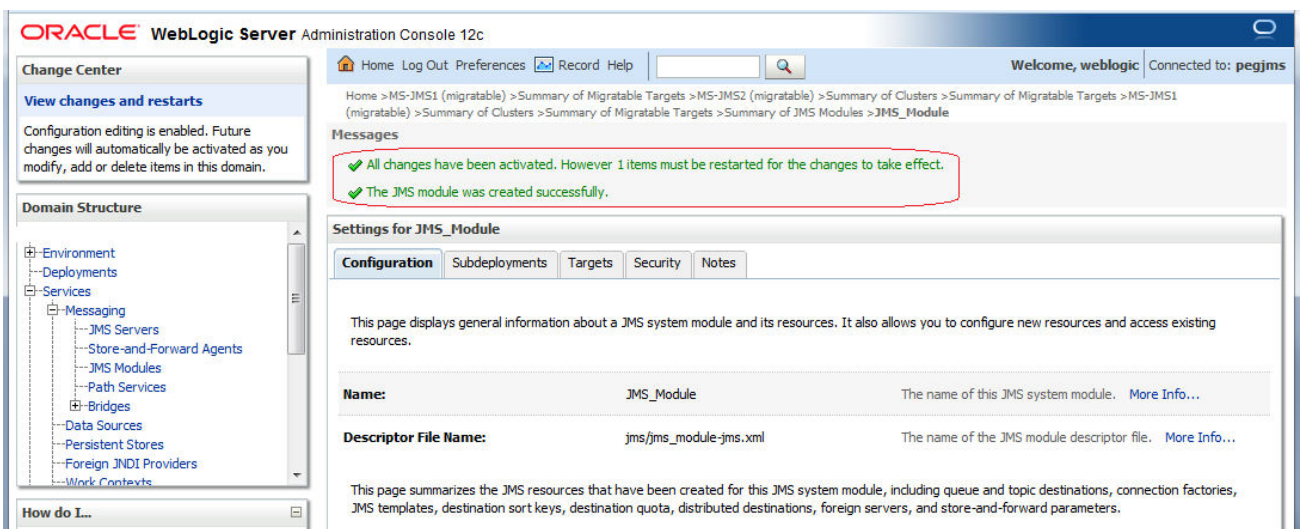 ORACLE WebLogic Server Administration Console 12c
Change Center
View changes and restarts
Configuration editing is enabled. Future
changes will automatically be activated as you
modify, add or delete items in this domain.
Domain Structure
Environment
Deployments
Services
Messaging
JMS Servers
Store-and-Forward Agents
JMS Modules
Path Services
Bridges
Data Sources
Persistent Stores
Foreign JNDI Providers
Work Contexts
How do I...
Home Log Out Preferences Record Help
Welcome, weblogic Connected to: pegjms
Home >MS-JMS1 (migratable) >Summary of Migratable Targets >MS-JMS2 (migratable) >Summary of Clusters >Summary of Migratable Targets >MS-JMS1
(migratable) >Summary of Clusters >Summary of Migratable Targets >Summary of JMS Modules >JMS_Module
Messages
All changes have been activated. However 1 items must be restarted for the changes to take effect.
The JMS module was created successfully.
Settings for JMS_Module
Configuration Subdeployments Targets Security Notes
This page displays general information about a JMS system module and its resources. It also allows you to configure new resources and access existing
resources.
Name: JMS_Module The name of this JMS system module. More Info...
Descriptor File Name: jms/jms_module-jms.xml The name of the JMS module descriptor file. More Info...
This page summarizes the JMS resources that have been created for this JMS system module, including queue and topic destinations, connection factories,
JMS templates, destination sort keys, destination quota, distributed destinations, foreign servers, and store-and-forward parameters.